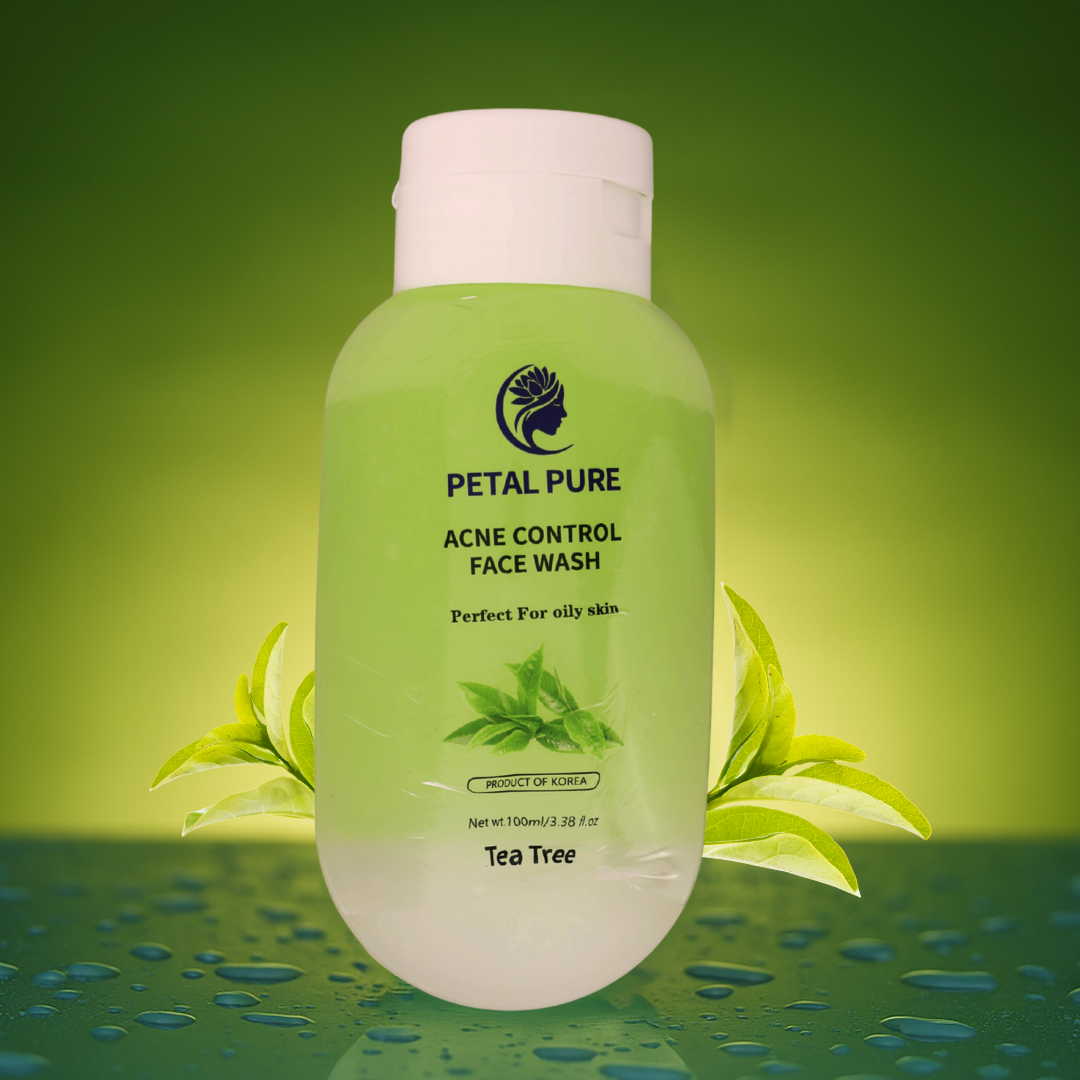 PETAL PURE
ACNE CONTROL
FACE WASH
Perfect For oily skin
PRODUCT OF KOREA
Net wt.100ml/3.38 fl.oz
Tea Tree